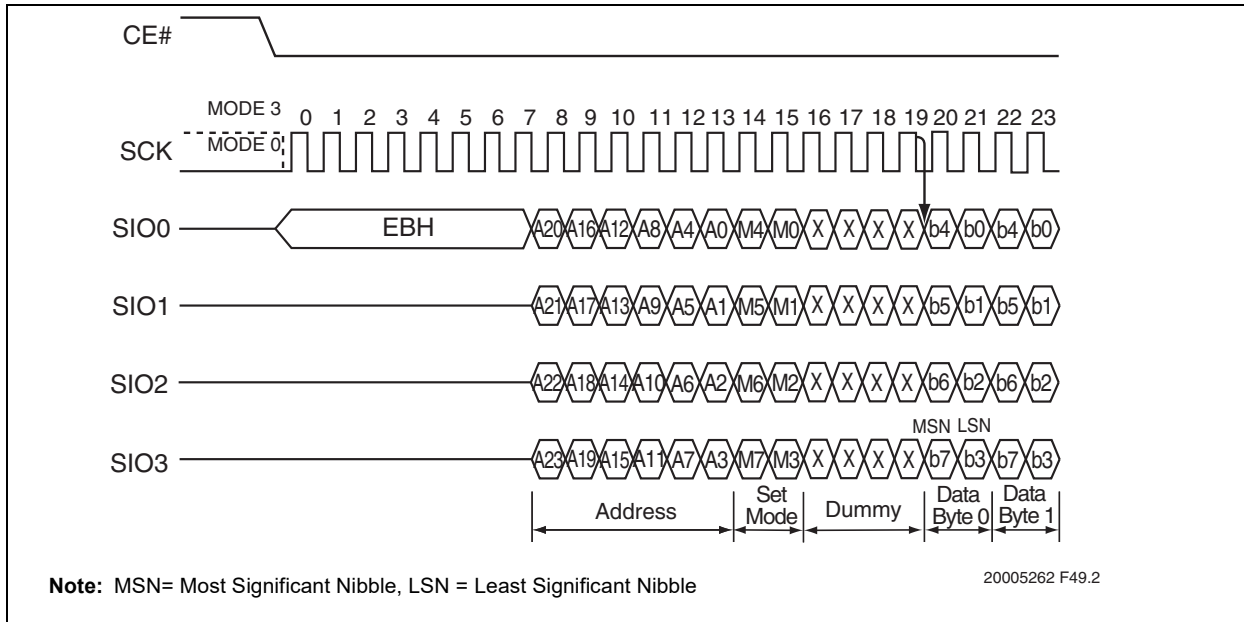 CE#
MODE 3
0 1 2 3 4 5 6 7 8 9 10 11 12 13 14 15 16 17 18 19 20 21 22 23
SCK
MODE 0
SIO0 EBH A20 A16 A12 A8 A4 A0 M4 M0 X X X X b4 b0 b4 b0
SIO1 A21 A17 A13 A9 A5 A1 M5 M1 X X X X b5 b1 b5 b1
SIO2 A22 A18 A14 A10 A6 A2 M6 M2 X X X X b6 b2 b6 b2
MSN LSN
SIO3 A23 A19 A15 A11 A7 A3 M7 M3 X X X X b7 b3 b7 b3
Address
Set Mode
Dummy
Data Byte 0
Data Byte 1
Note: MSN= Most Significant Nibble, LSN = Least Significant Nibble
20005262 F49.2